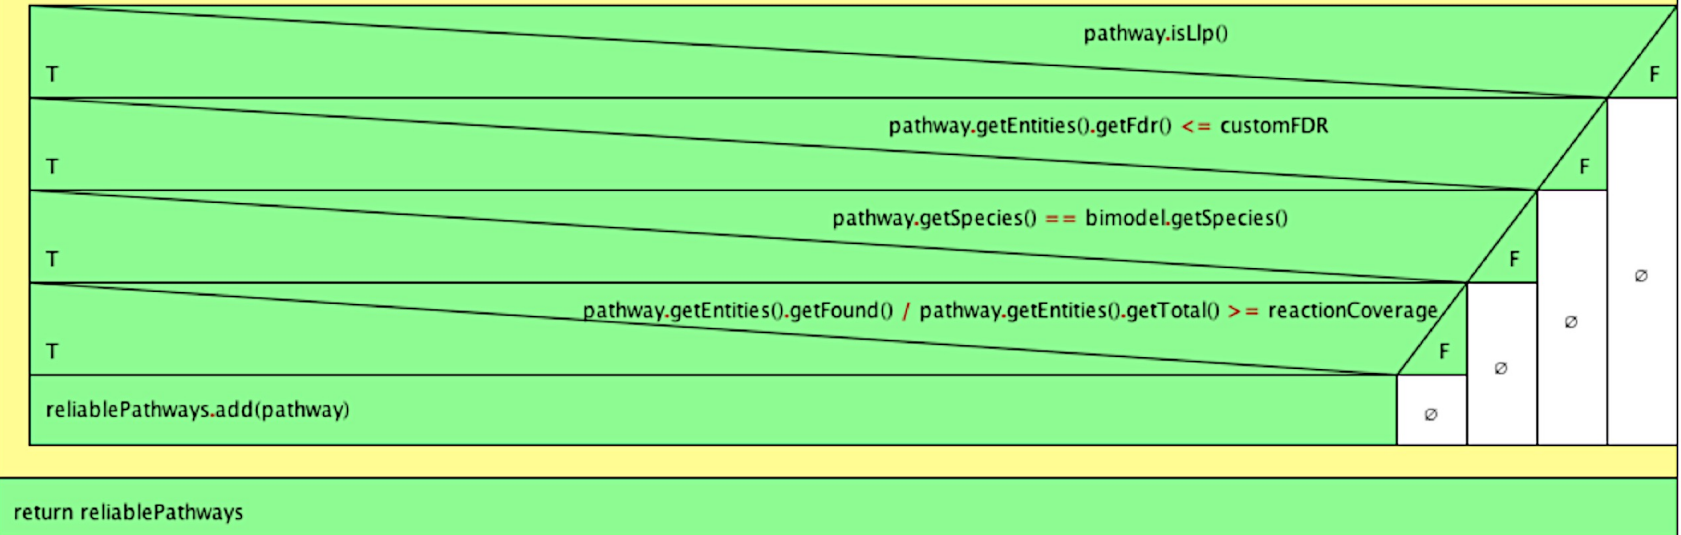 pathway.isLlp()
T
F
pathway.getEntities().getFdr() <= customFDR
T
F
pathway.getSpecies() == bimodel.getSpecies()
T
F
∅
∅
pathway.getEntities().getFound() / pathway.getEntities().getTotal() >= reactionCoverage
T
F
∅
reliablePathways.add(pathway)
∅
return reliablePathways